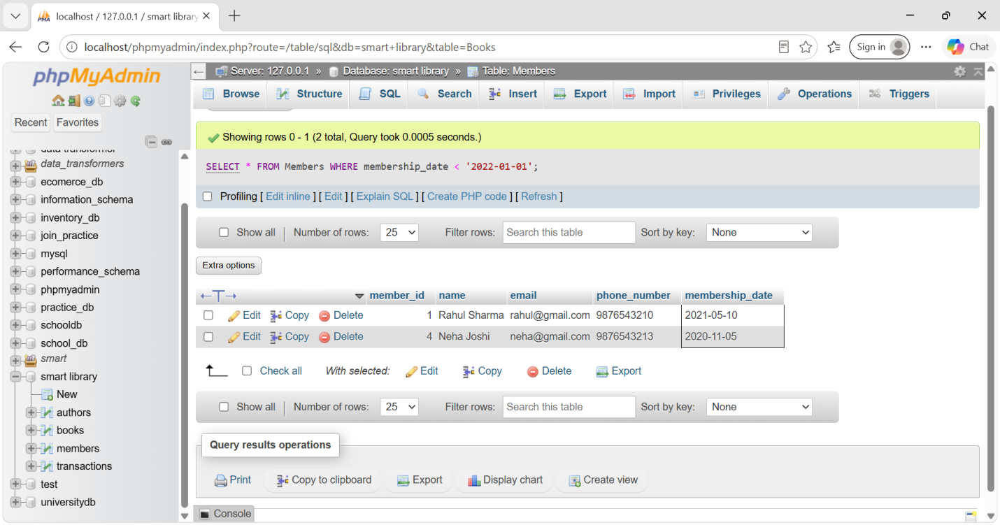 localhost / 127.0.0.1 / smart library
localhost/phpmyadmin/index.php?route=/table/sql&db=smart+library&table=Books
Sign in
Chat
phpMyAdmin
Recent Favorites
data transformer
data_transformers
ecomerce_db
information_schema
inventory_db
join_practice
mysql
performance_schema
phpmyadmin
practice_db
schooldb
school_db
smart
smart library
New
authors
books
members
transactions
test
universitydb
Server: 127.0.0.1 » Database: smart library » Table: Members
Browse Structure SQL Search Insert Export Import Privileges Operations Triggers
Showing rows 0 - 1 (2 total, Query took 0.0005 seconds.)
SELECT * FROM Members WHERE membership_date < '2022-01-01';
Profiling [ Edit inline ] [ Edit ] [ Explain SQL ] [ Create PHP code ] [ Refresh ]
Show all | Number of rows: 25 Filter rows: Search this table Sort by key: None
Extra options
member_id name email phone_number membership_date
Edit Copy Delete 1 Rahul Sharma rahul@gmail.com 9876543210 2021-05-10
Edit Copy Delete 4 Neha Joshi neha@gmail.com 9876543213 2020-11-05
Check all With selected: Edit Copy Delete Export
Show all | Number of rows: 25 Filter rows: Search this table Sort by key: None
Query results operations
Print Copy to clipboard Export Display chart Create view
Console